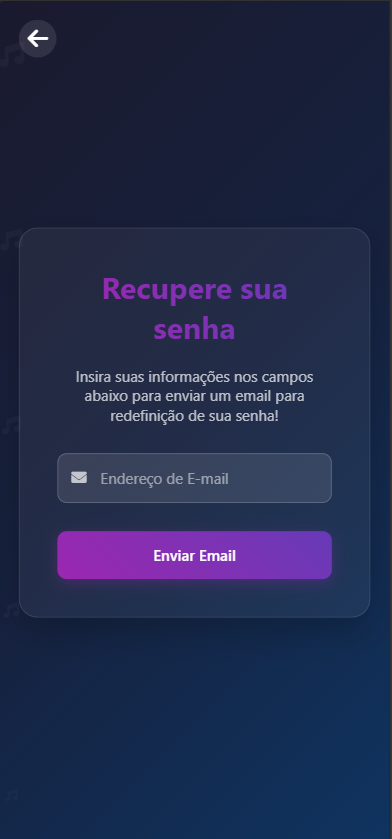 Recupere sua
senha
Insira suas informações nos campos
abaixo para enviar um email para
redefinição de sua senha!
Endereço de E-mail
Enviar Email